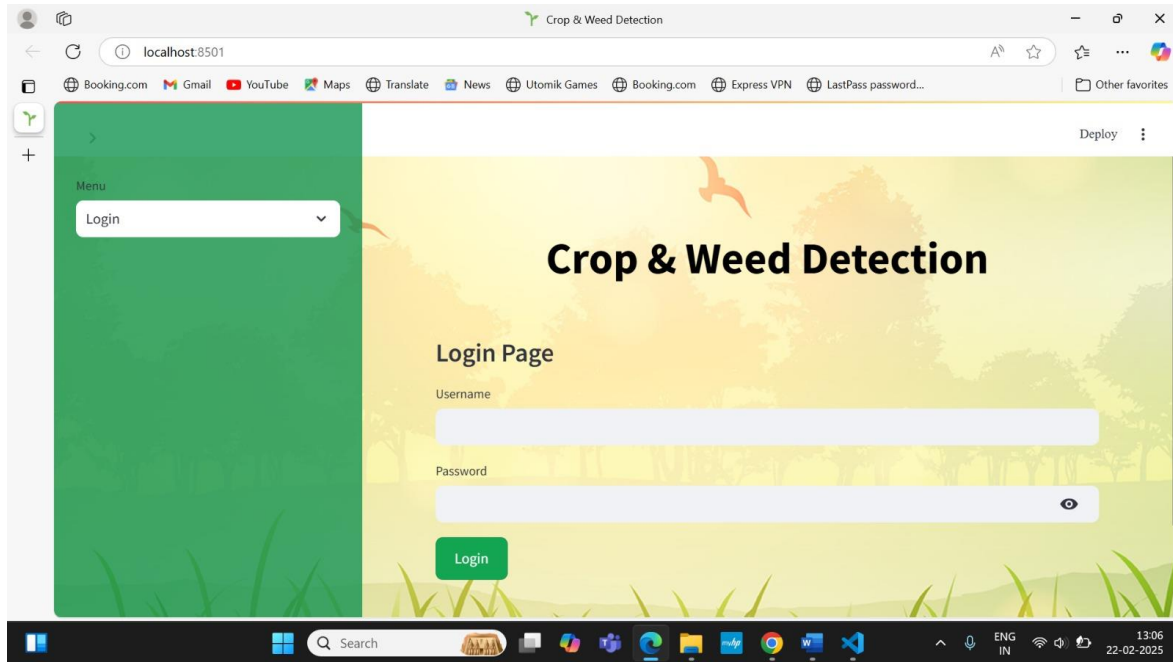 Crop & Weed Detection
localhost:8501
Booking.com Gmail YouTube Maps Translate News Utomik Games Booking.com Express VPN LastPass password... Other favorites
Deploy
Menu
Login
Crop & Weed Detection
Login Page
Username
Password
Login
Search
ENG
IN
13:06
22-02-2025